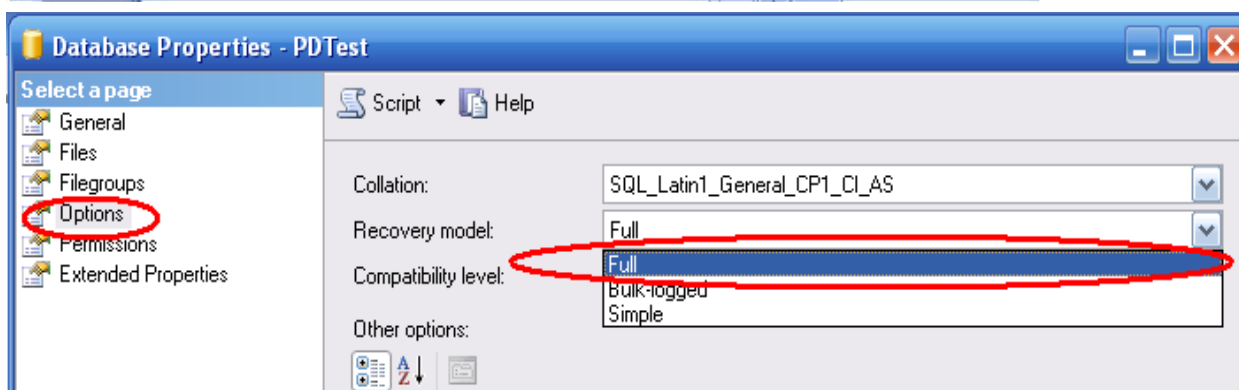 Database Properties - PDTest
Select a page
General
Files
Filegroups
Options
Permissions
Extended Properties
Script Help
Collation: SQL_Latin1_General_CP1_CI_AS
Recovery model: Full
Compatibility level: Full
Bulk-logged
Simple
Other options: